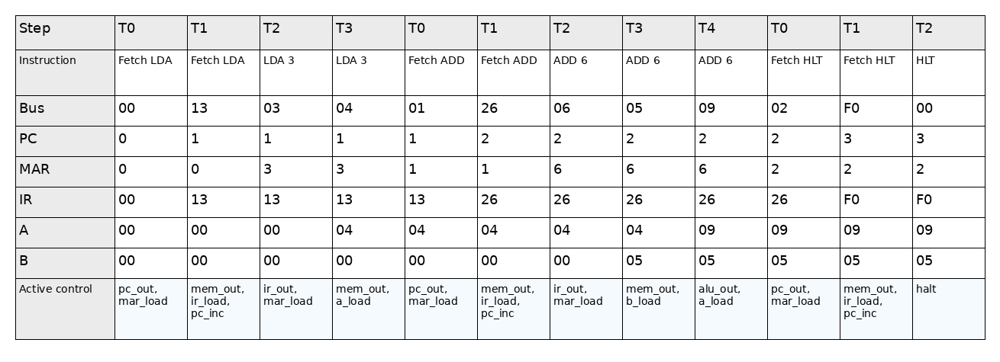 Step T0 T1 T2 T3 T0 T1 T2 T3 T4 T0 T1 T2
Instruction Fetch LDA Fetch LDA LDA 3 LDA 3 Fetch ADD Fetch ADD ADD 6 ADD 6 ADD 6 Fetch HLT Fetch HLT HLT
Bus 00 13 03 04 01 26 06 05 09 02 F0 00
PC 0 1 1 1 1 2 2 2 2 2 3 3
MAR 0 0 3 3 1 1 6 6 6 2 2 2
IR 00 13 13 13 13 26 26 26 26 26 F0 F0
A 00 00 00 04 04 04 04 04 09 09 09 09
B 00 00 00 00 00 00 00 05 05 05 05 05
Active control pc_out, mem_out, ir_out, mem_out, pc_out, mem_out, ir_out, mem_out, alu_out, pc_out, mem_out, halt
mar_load ir_load, mar_load a_load mar_load ir_load, mar_load b_load a_load mar_load ir_load,
pc_inc pc_inc pc_inc